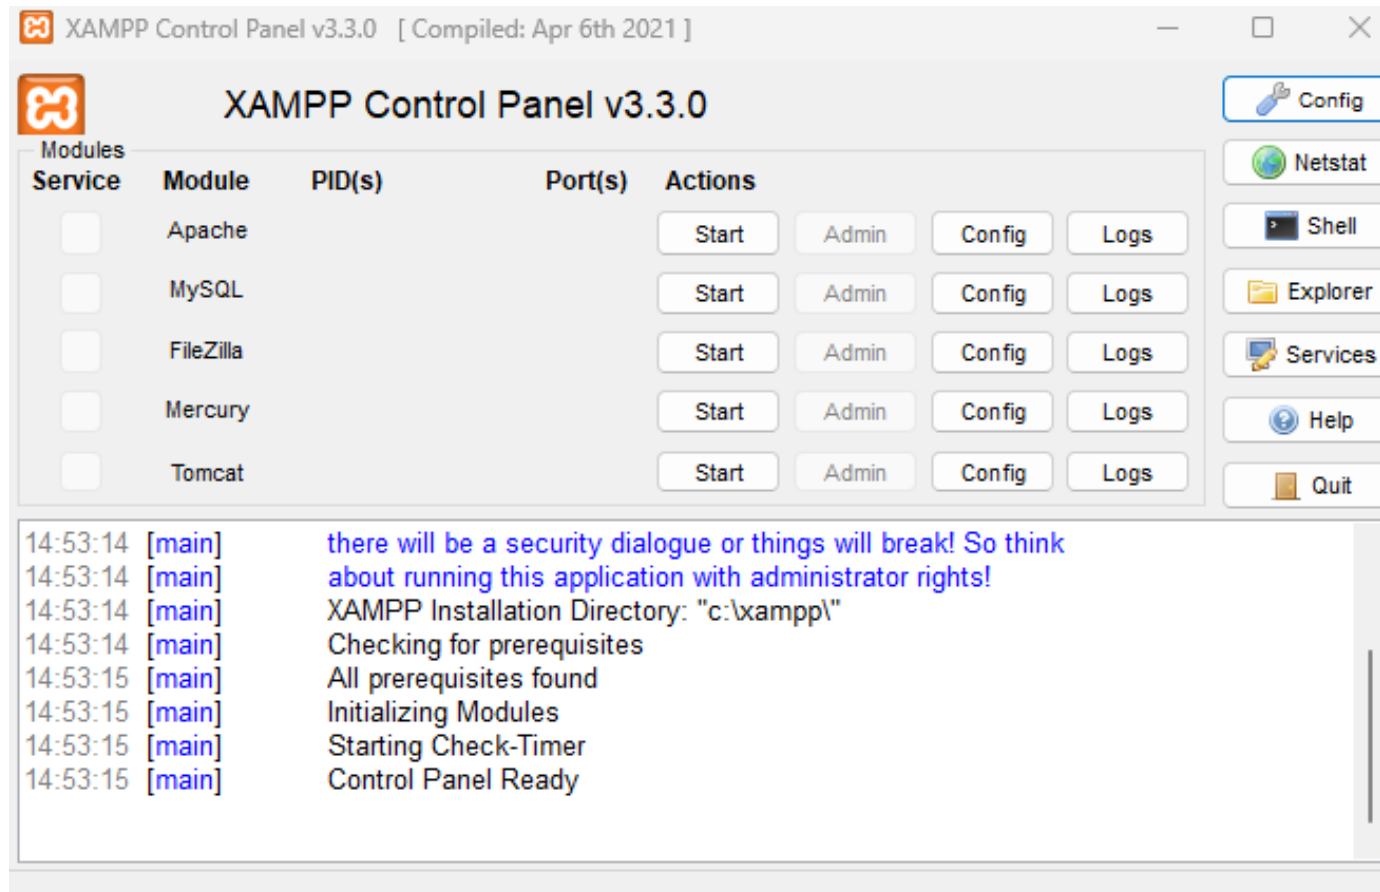 XAMPP Control Panel v3.3.0 [ Compiled: Apr 6th 2021 ]
XAMPP Control Panel v3.3.0
Config
Modules
Netstat
Service Module PID(s) Port(s) Actions
Apache Start Admin Config Logs
Shell
MySQL Start Admin Config Logs
Explorer
FileZilla Start Admin Config Logs
Services
Mercury Start Admin Config Logs
Help
Tomcat Start Admin Config Logs
Quit
14:53:14 [main] there will be a security dialogue or things will break! So think
14:53:14 [main] about running this application with administrator rights!
14:53:14 [main] XAMPP Installation Directory: "c:\xampp\"
14:53:14 [main] Checking for prerequisites
14:53:15 [main] All prerequisites found
14:53:15 [main] Initializing Modules
14:53:15 [main] Starting Check-Timer
14:53:15 [main] Control Panel Ready